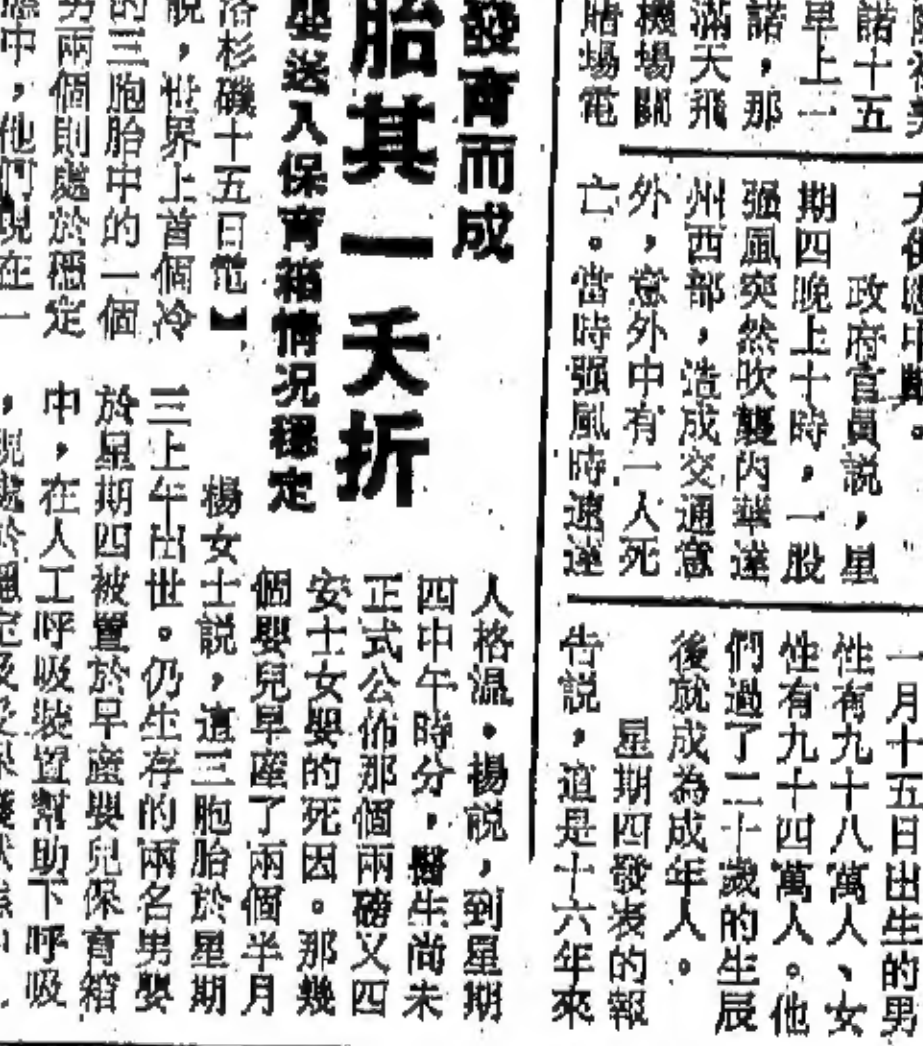 諾十五
早上一
諾，那
滿天飛
機場關
賭場電
中斷。
政府官員説，星
期四晚上十時，一股
强風突然吹襲内華達
州西部，造成交通意
外，意外中有一人死
亡。當時强風時速達
一月十五日出生的男
性有九十八萬人、女
性有九十四萬人。他
們過了二十歲的生辰
後就成為成年人。
星期四發表的報
告説，這是十六年來
發育而成
胎其一夭折
嬰送入保育箱情况穩定
洛杉磯十五日電】
説，世界上首個冷
的三胞胎中的一個
男兩個則處於穩定
中，他們現在一
人格溫。楊説，到星期
四中午時分，醫生尚未
正式公佈那個兩磅又四
安士女嬰的死因。那幾
個嬰兒早產了兩個半月
楊女士説，這三胞胎於星期
三上午出世。仍生存的兩名男嬰
於星期四被置於早產嬰兒保育箱
中，在人工呼吸裝置幫助下呼吸